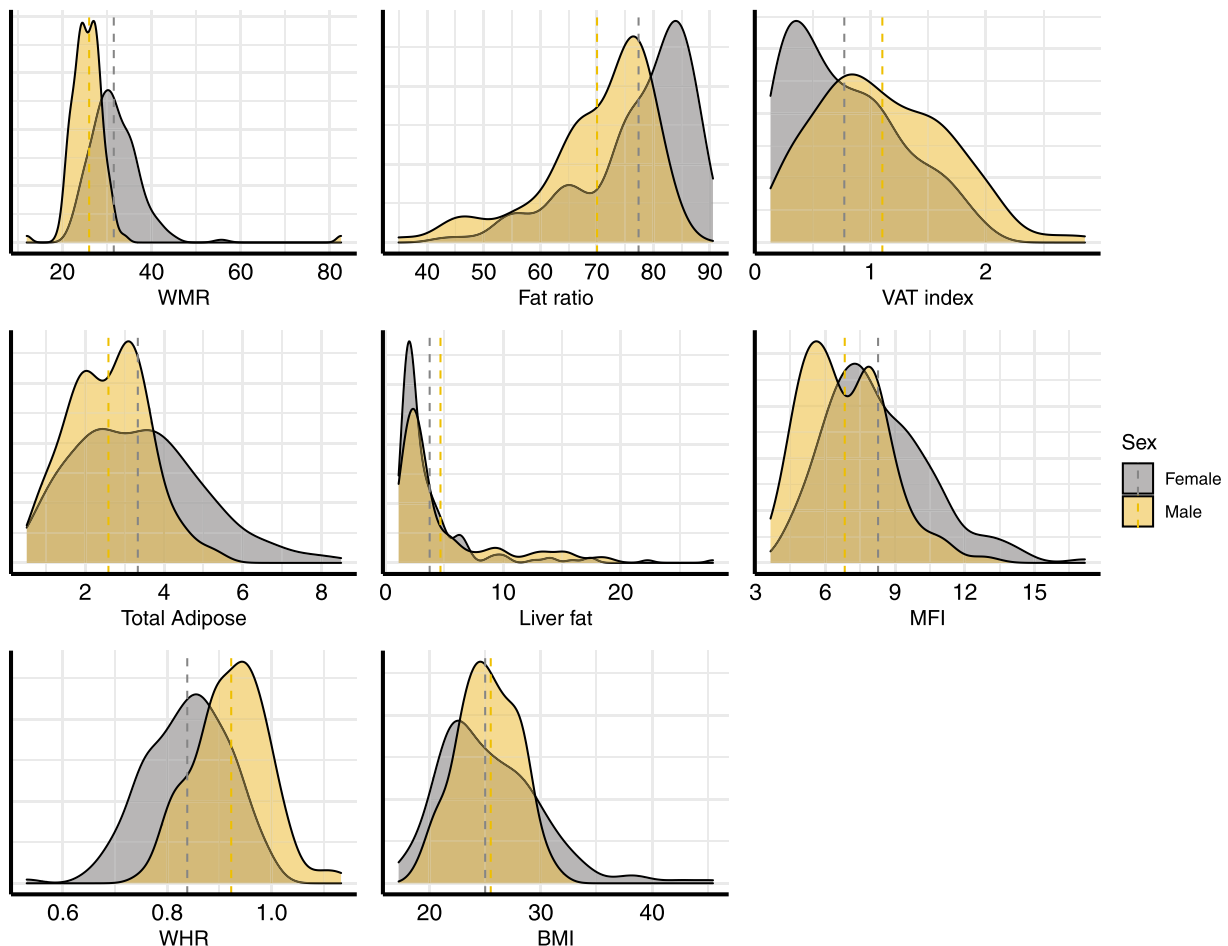 20 40 60 80
WMR
40 50 60 70 80 90
Fat ratio
0 1 2
VAT index
2 4 6 8
Total Adipose
0 10 20
Liver fat
3 6 9 12 15
MFI
Sex
Female
Male
0.6 0.8 1.0
WHR
20 30 40
BMI